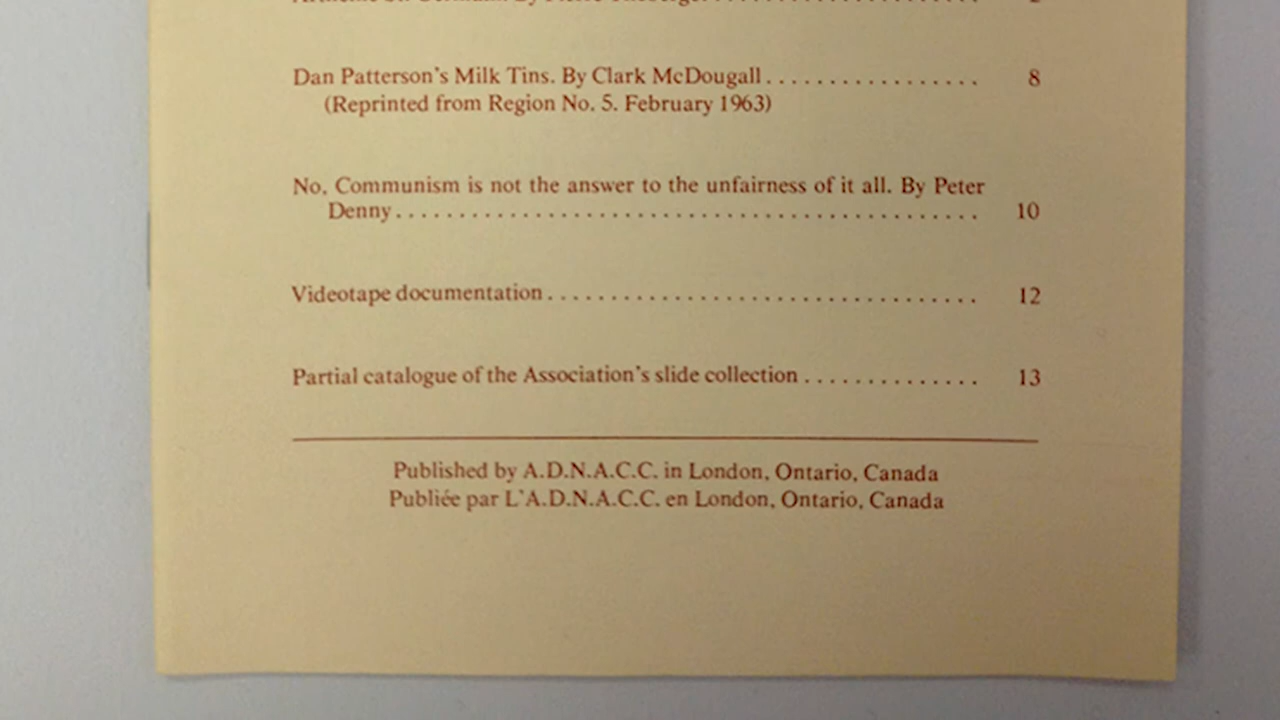 Dan Patterson's Milk Tins. By Clark McDougall................. 8
(Reprinted from Region No. 5. February 1963)
No, Communism is not the answer to the unfairness of it all. By Peter
Denny.............................................. 10
Videotape documentation.................................. 12
Partial catalogue of the Association's slide collection.............. 13
Published by A.D.N.A.C.C. in London, Ontario, Canada
Publiée par L'A.D.N.A.C.C. en London, Ontario, Canada